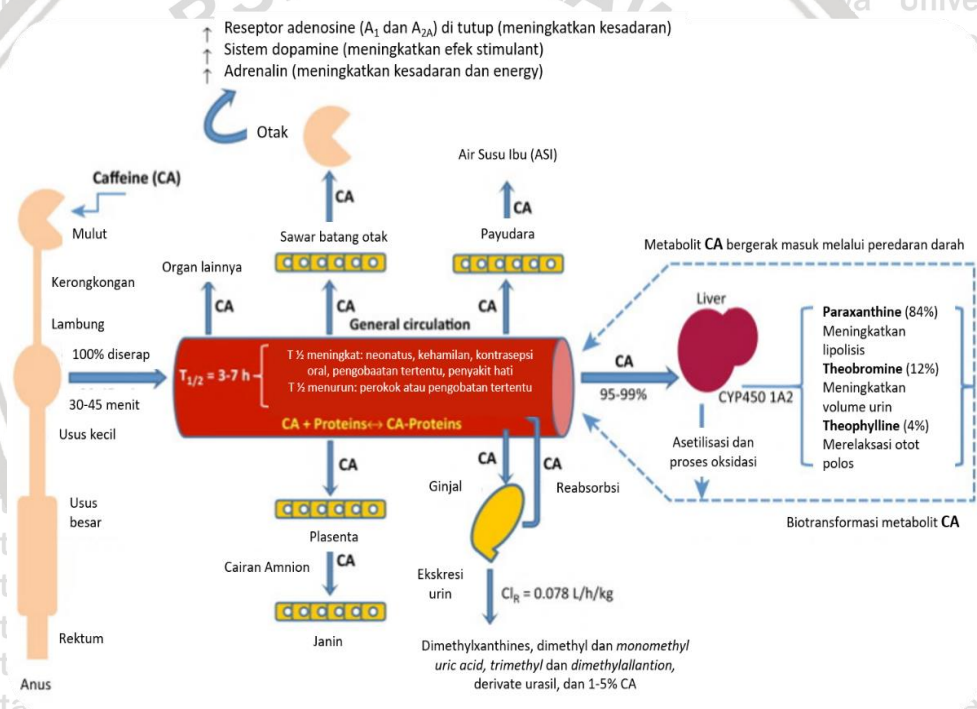 ↑ Reseptor adenosine (A₁ dan A₂A) di tutup (meningkatkan kesadaran)
↑ Sistem dopamine (meningkatkan efek stimulant)
↑ Adrenalin (meningkatkan kesadaran dan energy)
Otak
Caffeine (CA)
Mulut
Kerongkongan
Lambung
100% diserap
30-45 menit
Usus kecil
Usus
besar
Rektum
Anus
Organ lainnya
CA
CA
Sawar batang otak
CA
Air Susu Ibu (ASI)
CA
Payudara
CA
General circulation
T₁/₂ = 3-7 h
T ½ meningkat: neonatus, kehamilan, kontrasepsi
oral, pengobaatan tertentu, penyakit hati
T ½ menurun: perokok atau pengobatan tertentu
CA + Proteins↔ CA-Proteins
Metabolit CA bergerak masuk melalui peredaran darah
Liver
CA
95-99%
CYP450 1A2
Asetilisasi dan
proses oksidasi
Paraxanthine (84%)
Meningkatkan
lipolisis
Theobromine (12%)
Meningkatkan
volume urin
Theophylline (4%)
Merelaksasi otot
polos
Biotransformasi metabolit CA
CA
Plasenta
Cairan Amnion
CA
Janin
CA
CA
Ginjal
Reabsorbsi
Ekskresi
urin
Cl_R = 0.078 L/h/kg
Dimethylxanthines, dimethyl dan monomethyl
uric acid, trimethyl dan dimethylallantion,
derivate urasil, dan 1-5% CA